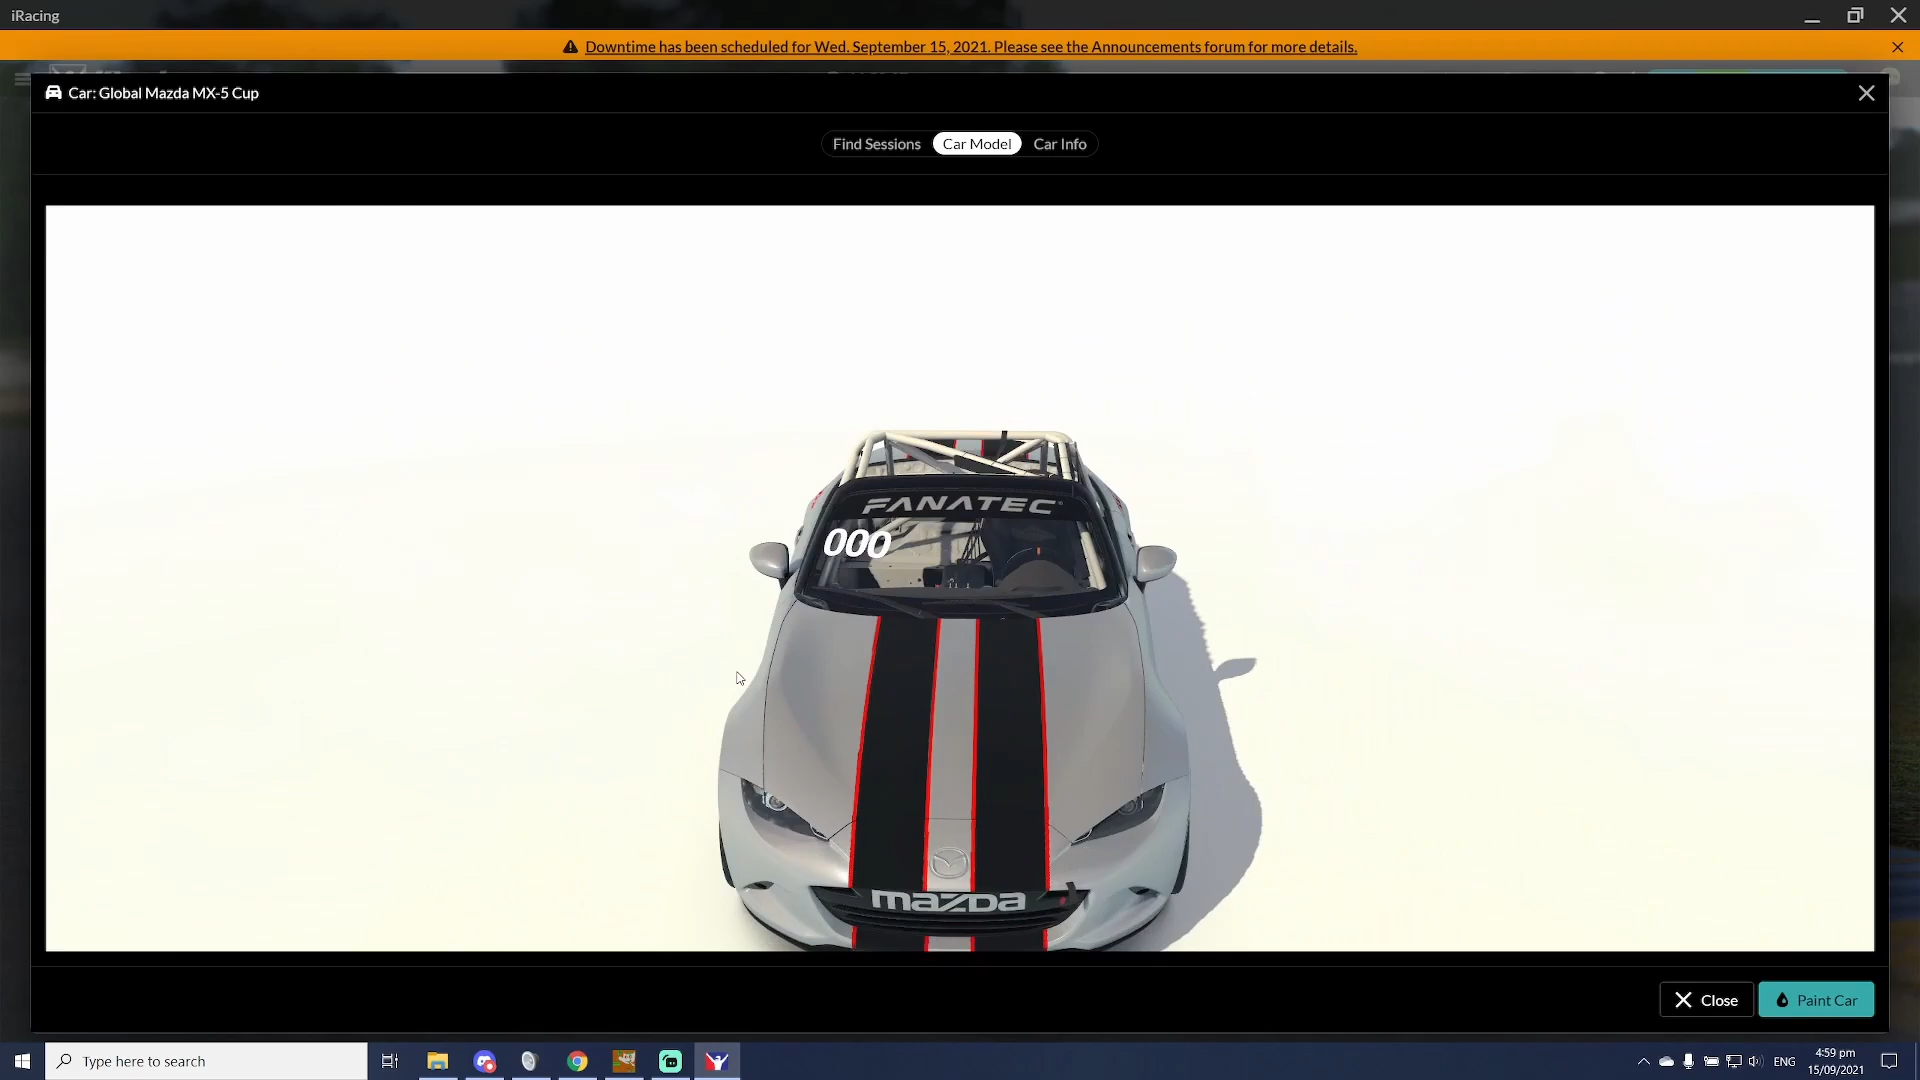 iRacing
Downtime has been scheduled for Wed. September 15, 2021. Please see the Announcements forum for more details.
Car: Global Mazda MX-5 Cup
Find Sessions
Car Model
Car Info
FANATEC
000
mazda
Close
Paint Car
Type here to search
ENG
4:59 pm
15/09/2021